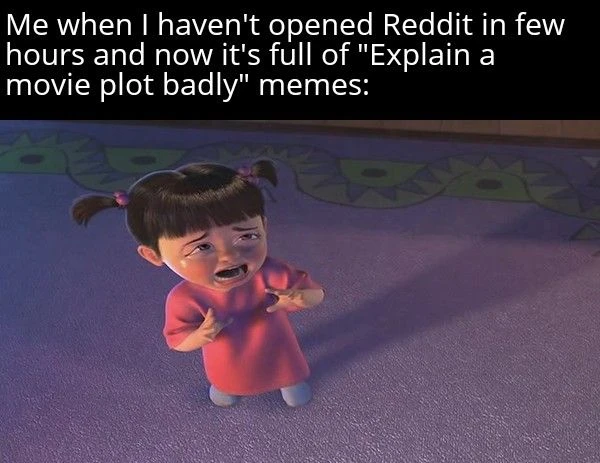 Me when I haven't opened Reddit in few
hours and now it's full of "Explain a
movie plot badly" memes: